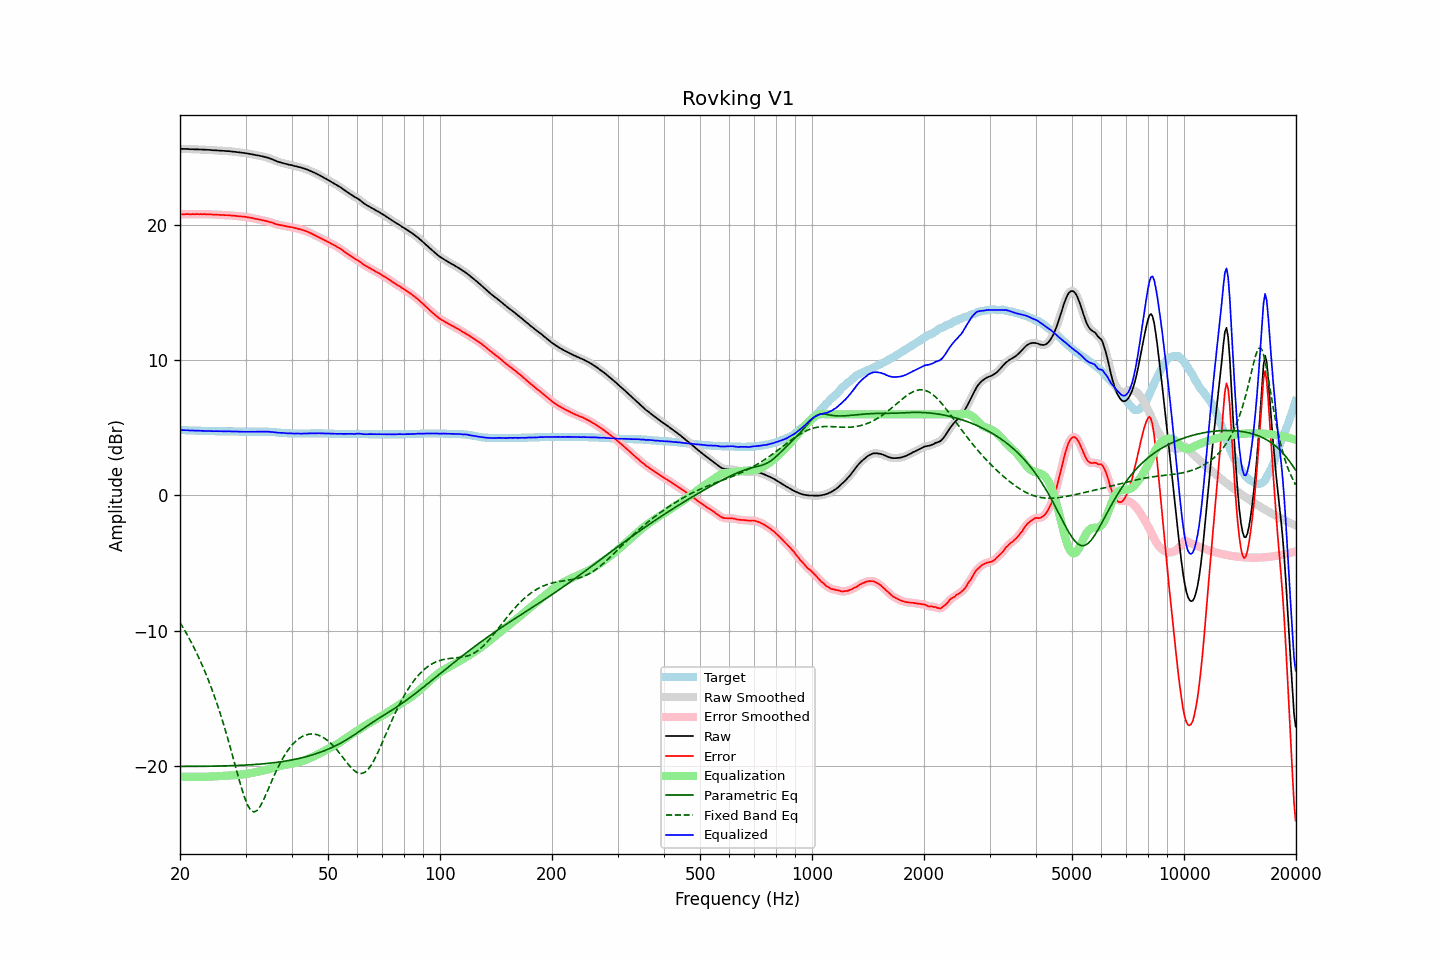 Rovking V1
Amplitude (dBr)
20
10
0
−10
−20
Target
Raw Smoothed
Error Smoothed
Raw
Error
Equalization
Parametric Eq
Fixed Band Eq
Equalized
20 50 100 200 500 1000 2000 5000 10000 20000
Frequency (Hz)